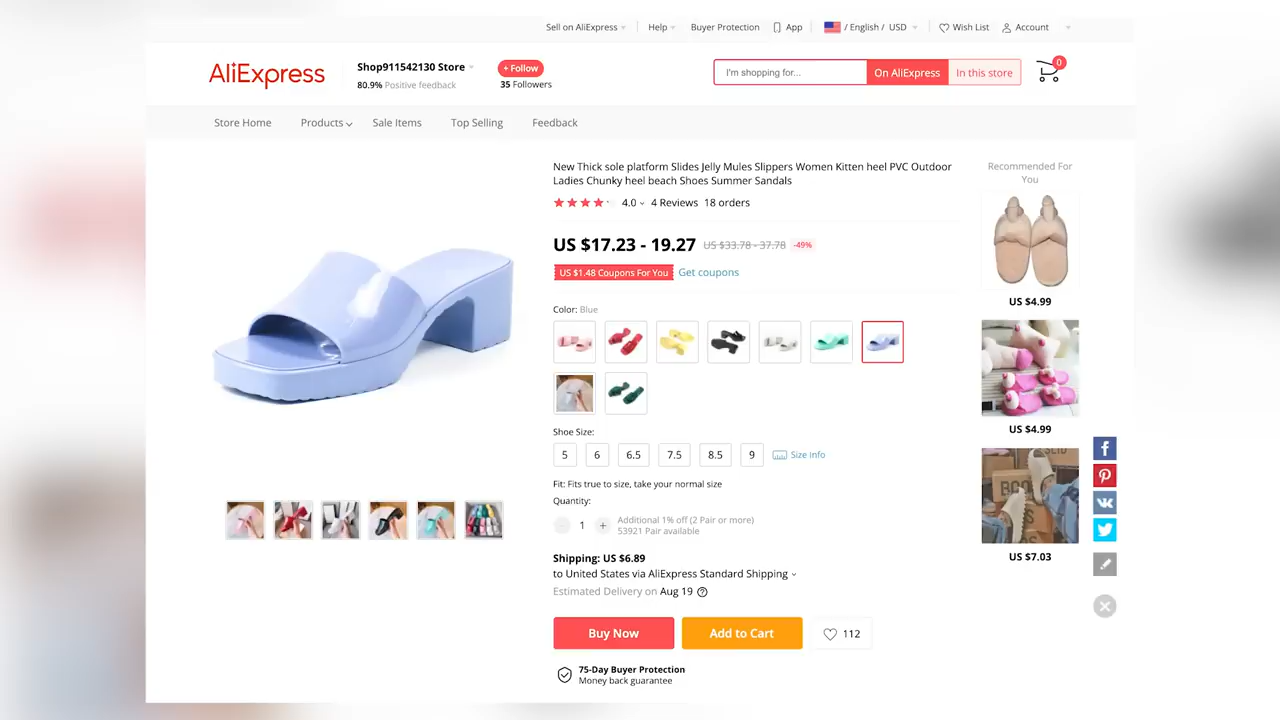 Sell on AliExpress
Help
Buyer Protection
App
/ English / USD
Wish List
Account
AliExpress
Shop911542130 Store
80.9% Positive feedback
+ Follow
35 Followers
I'm shopping for...
On AliExpress
In this store
0
Store Home
Products
Sale Items
Top Selling
Feedback
New Thick sole platform Slides Jelly Mules Slippers Women Kitten heel PVC Outdoor
Ladies Chunky heel beach Shoes Summer Sandals
4.0
4 Reviews
18 orders
US $17.23 - 19.27
US $33.78 - 37.78
-49%
US $1.48 Coupons For You
Get coupons
Color: Blue
Shoe Size:
5
6
6.5
7.5
8.5
9
Size Info
Fit: Fits true to size, take your normal size
Quantity:
- 1 +
Additional 1% off (2 Pair or more)
53921 Pair available
Shipping: US $6.89
to United States via AliExpress Standard Shipping
Estimated Delivery on Aug 19
Buy Now
Add to Cart
112
75-Day Buyer Protection
Money back guarantee
Recommended For
You
US $4.99
US $4.99
US $7.03